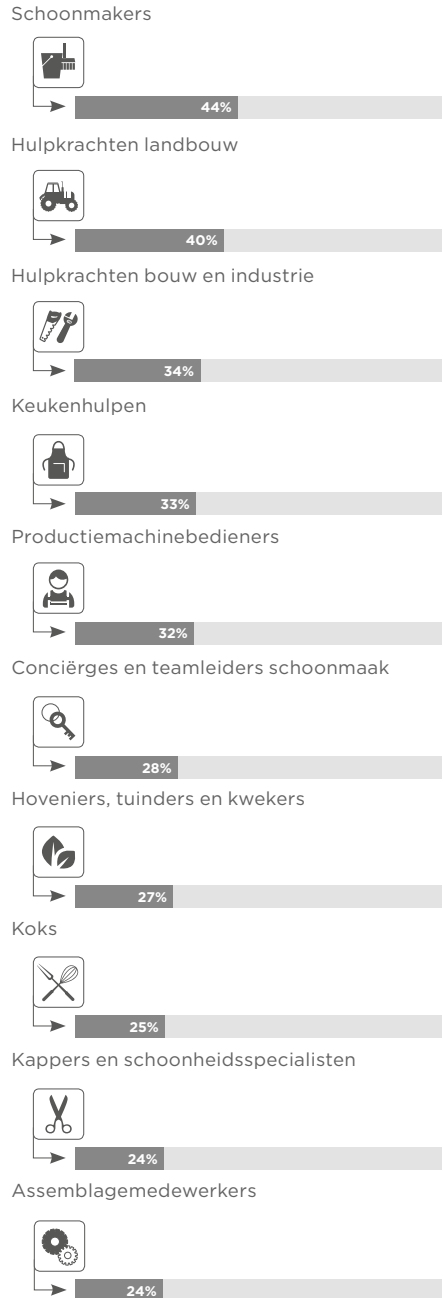 Schoonmakers
44%
Hulpkrachten landbouw
40%
Hulpkrachten bouw en industrie
34%
Keukenhulpen
33%
Productiemachinebedieners
32%
Conciërges en teamleiders schoonmaak
28%
Hoveniers, tuinders en kwekers
27%
Koks
25%
Kappers en schoonheidsspecialisten
24%
Assemblagemedewerkers
24%